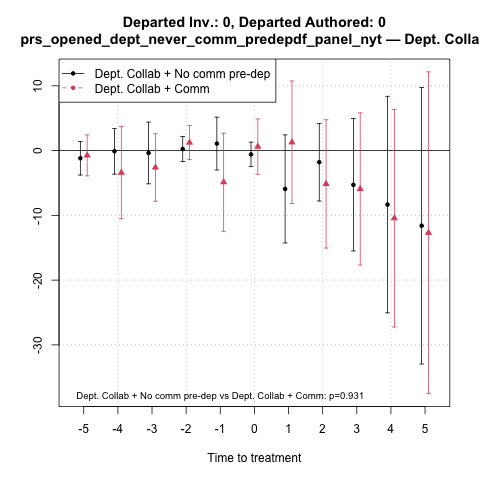 Departed Inv.: 0, Departed Authored: 0
prs_opened_dept_never_comm_predepdf_panel_nyt — Dept. Colla
Dept. Collab + No comm pre-dep
Dept. Collab + Comm
10
0
-10
-20
-30
Dept. Collab + No comm pre-dep vs Dept. Collab + Comm: p=0.931
-5 -4 -3 -2 -1 0 1 2 3 4 5
Time to treatment